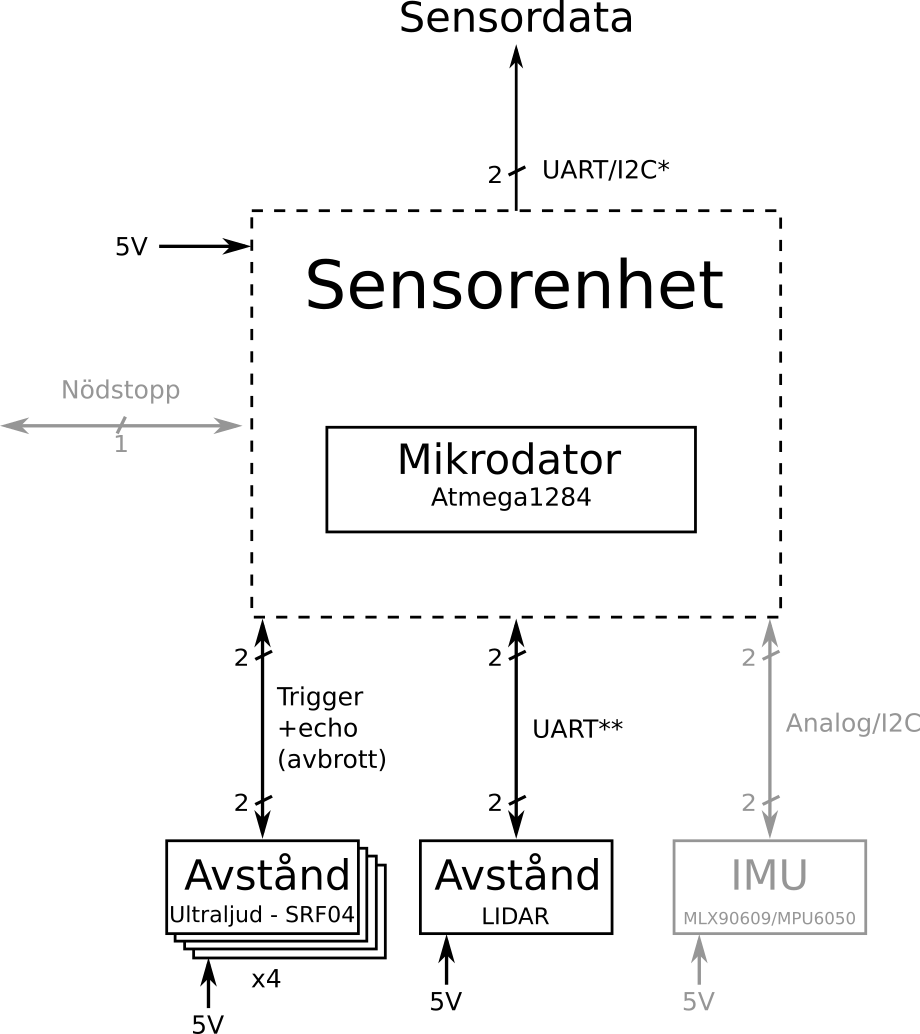 Sensordata
2 UART/I2C*
5V
Sensorenhet
Nödstopp
1
Mikrodator
Atmega1284
2 2 2
Trigger
+echo
(avbrott)
UART**
Analog/I2C
2 2 2
Avstånd
Ultraljud - SRF04
x4
5V
Avstånd
LIDAR
5V
IMU
MLX90609/MPU6050
5V